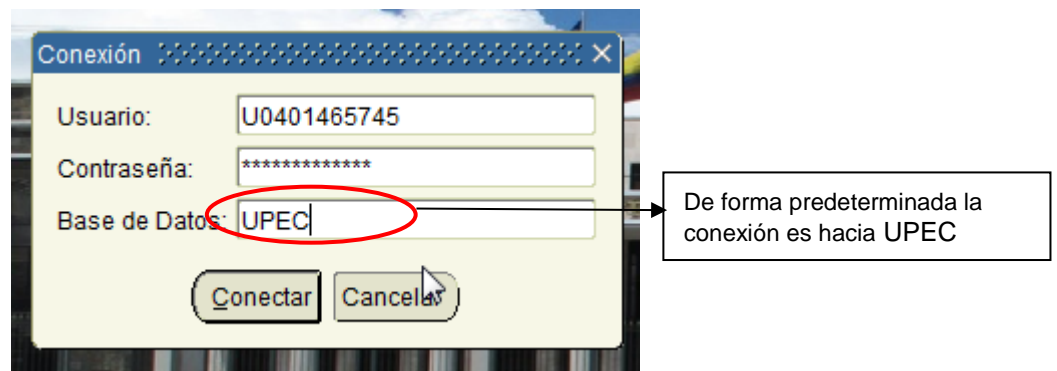 Conexión
Usuario: U0401465745
Contraseña: *************
Base de Datos: UPEC
Conectar Cancelar
De forma predeterminada la
conexión es hacia UPEC